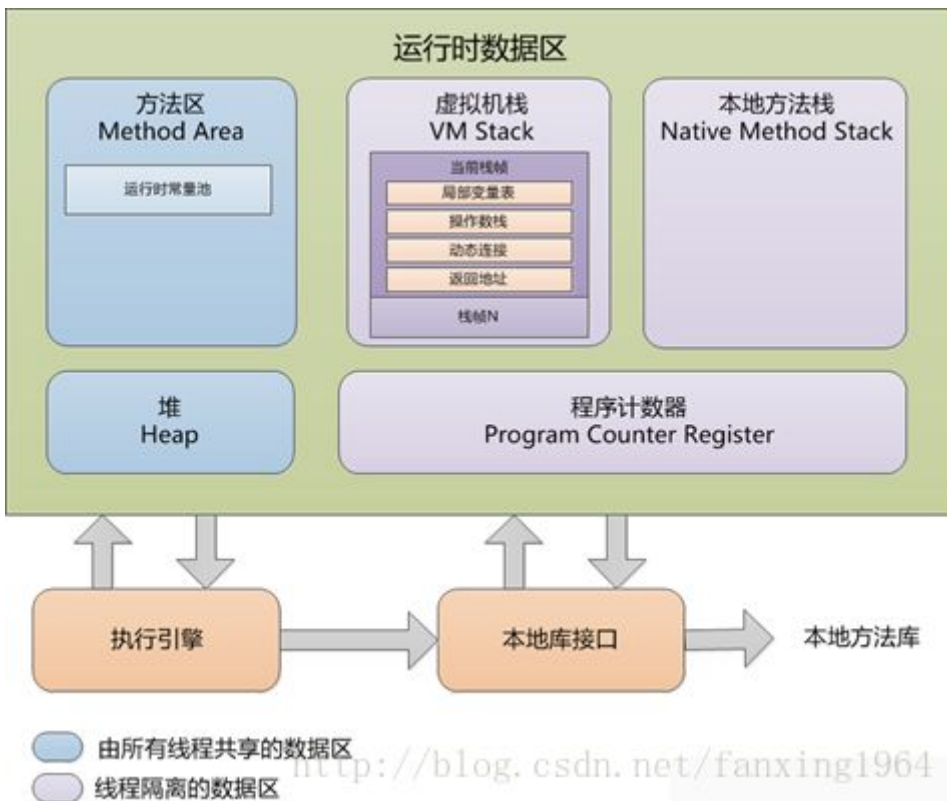 运行时数据区
方法区
Method Area
运行时常量池
虚拟机栈
VM Stack
当前栈帧
局部变量表
操作数栈
动态连接
返回地址
栈帧N
本地方法栈
Native Method Stack
堆
Heap
程序计数器
Program Counter Register
执行引擎
本地库接口
本地方法库
由所有线程共享的数据区
线程隔离的数据区
http://blog.csdn.net/fanxing1964